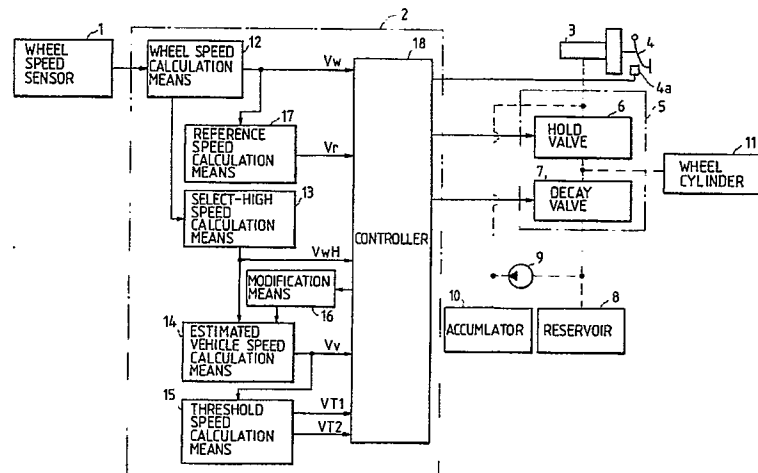 1
WHEEL
SPEED
SENSOR
2
12
WHEEL SPEED
CALCULATION
MEANS
Vw
17
REFERENCE
SPEED
CALCULATION
MEANS
Vr
13
SELECT-HIGH
SPEED
CALCULATION
MEANS
VwH
MODIFICATION
MEANS
16
14
ESTIMATED
VEHICLE SPEED
CALCULATION
MEANS
Vv
15
THRESHOLD
SPEED
CALCULATION
MEANS
VT1
VT2
18
CONTROLLER
3
4
4a
5
6
HOLD
VALVE
7
DECAY
VALVE
11
WHEEL
CYLINDER
9
10
ACCUMLATOR
8
RESERVOIR